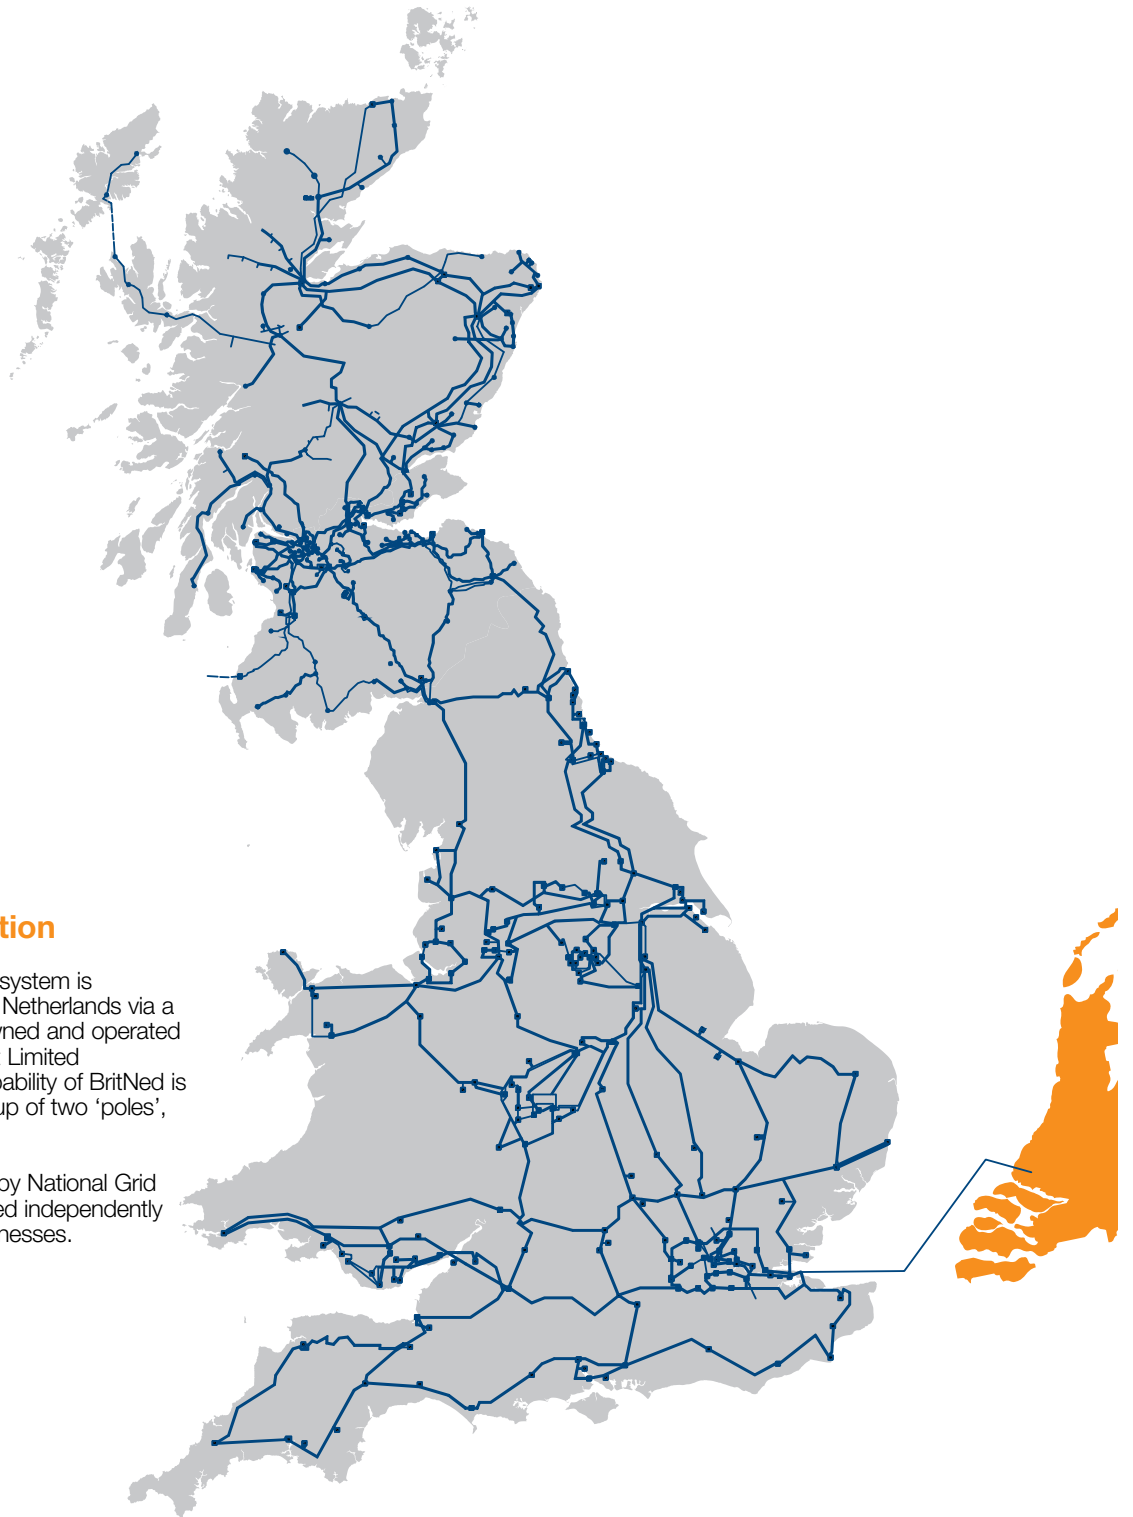 tion
system is
Netherlands via a
ned and operated
Limited
ability of BritNed is
up of two ‘poles’,
by National Grid
ed independently
nesses.